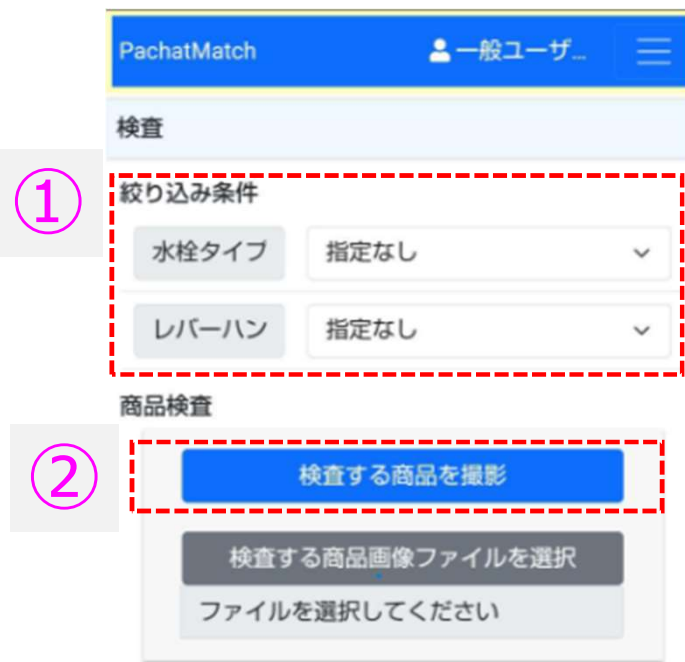 PachatMatch 一般ユーザ...
検査
①
絞り込み条件
水栓タイプ 指定なし
レバーハン 指定なし
商品検査
②
検査する商品を撮影
検査する商品画像ファイルを選択
ファイルを選択してください